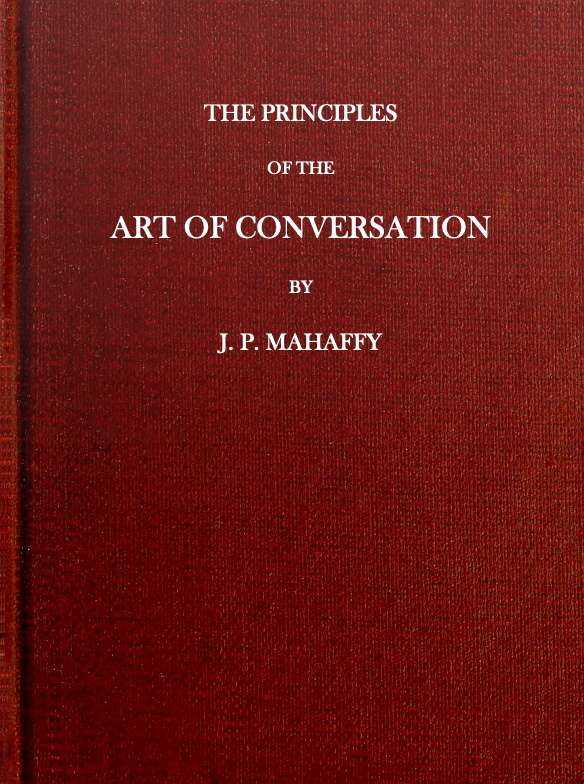 THE PRINCIPLES
OF THE
ART OF CONVERSATION
BY
J. P. MAHAFFY